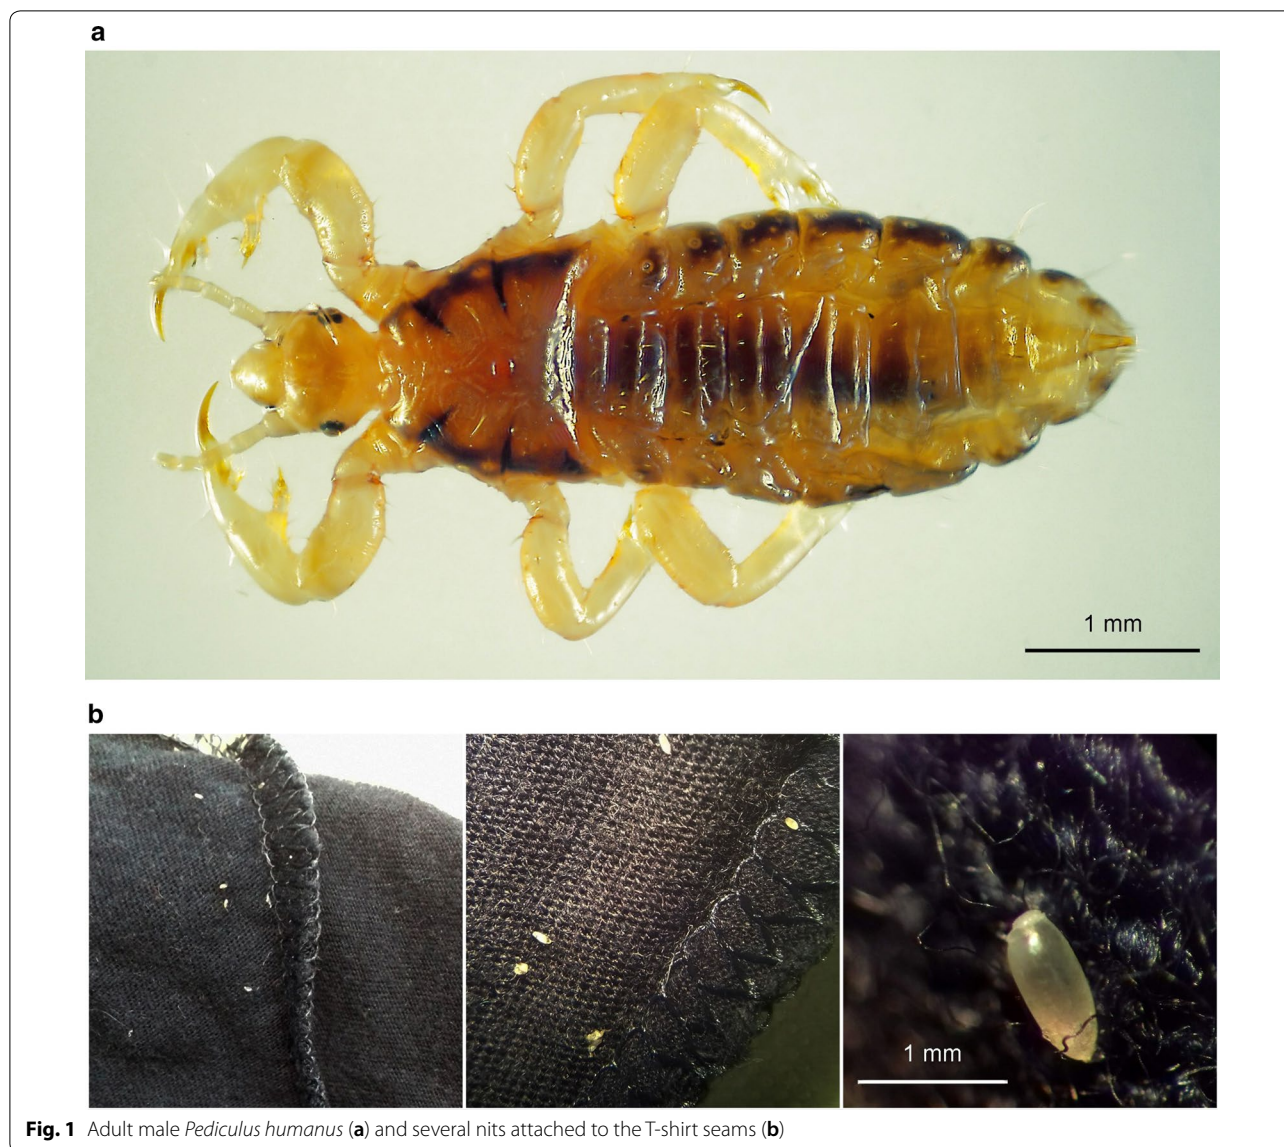 a
1 mm
b
1 mm
Fig. 1 Adult male Pediculus humanus (a) and several nits attached to the T-shirt seams (b)